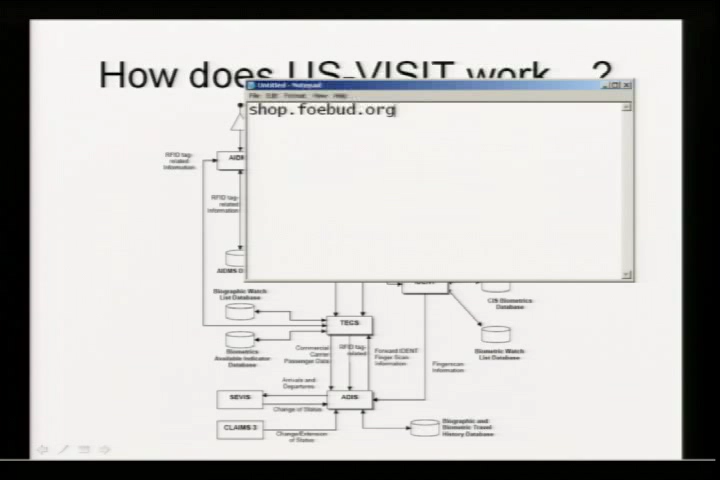 How does US-VISIT work...?
Untitled - Notepad
File Edit Format View Help
shop.foebud.org
RFID tag-
related
Information
AIDM
RFID tag-
related
Information
AIDMS D
Biographic Watch
List Database
Biometrics
Available Indicator
Database
TECS
IDENT
CIS Biometrics
Database
Biometric Watch
List Database
Commercial
Carrier
Passenger Data
RFID tag-
related
Forward IDENT
Finger Scan
Information
Fingerscan
Information
Arrivals and
Departures
SEVIS
ADIS
Change of Status
CLAIMS 3
Change/Extension
of Status
Biographic and
Biometric Travel
History Database